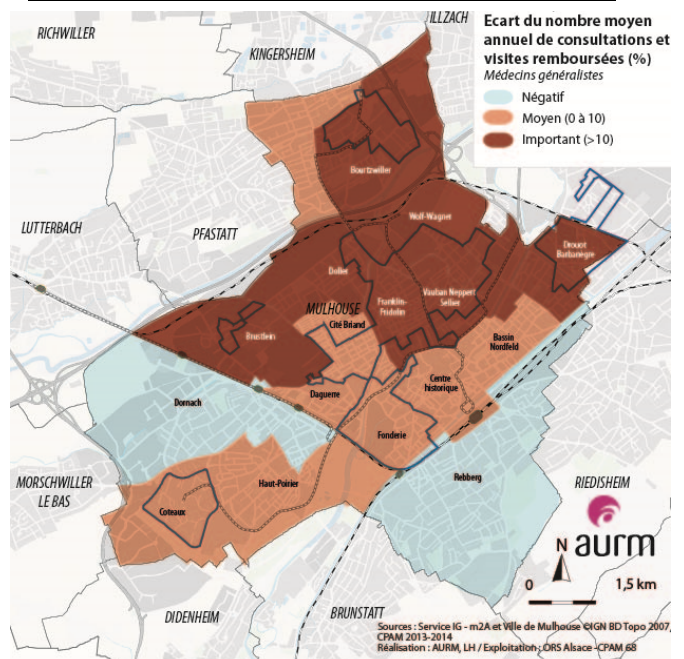 Ecart du nombre moyen
annuel de consultations et
visites remboursées (%)
Médecins généralistes
Négatif
Moyen (0 à 10)
Important (>10)
RICHWILLER
ILLZACH
KINGERSHEIM
Bourtzwiller
LUTTERBACH
PFASTATT
Wolf-Wagner
Drouot
Barbanègre
Doller
Vauban Neppert
Sellier
Franklin-
Fridolin
MULHOUSE
Cité Briand
Brustlein
Bassin
Nordfeld
Daguerre
Centre
historique
Dornach
Fonderie
Haut-Poirier
Rebberg
MORSCHWILLER
LE BAS
Coteaux
RIEDISHEIM
N
aurm
0 1,5 km
DIDENHEIM
BRUNSTATT
Sources : Service IG - m2A et Ville de Mulhouse ©IGN BD Topo 2007,
CPAM 2013-2014
Réalisation : AURM, LH / Exploitation : ORS Alsace -CPAM 68